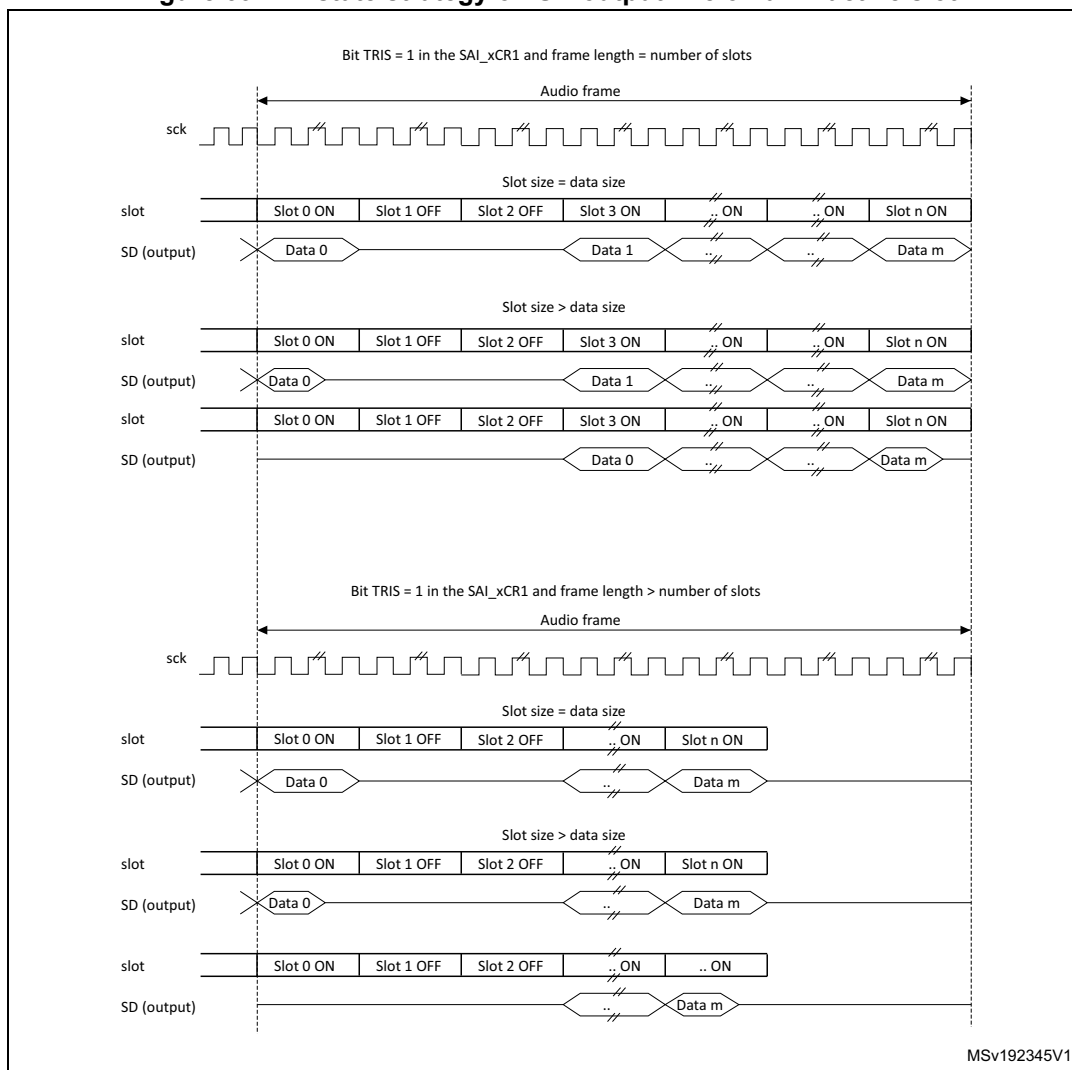 Bit TRIS = 1 in the SAI_xCR1 and frame length = number of slots
Audio frame
sck
Slot size = data size
slot Slot 0 ON Slot 1 OFF Slot 2 OFF Slot 3 ON .. ON .. ON Slot n ON
SD (output) Data 0 Data 1 .. .. Data m
Slot size > data size
slot Slot 0 ON Slot 1 OFF Slot 2 OFF Slot 3 ON .. ON .. ON Slot n ON
SD (output) Data 0 Data 1 .. .. Data m
slot Slot 0 ON Slot 1 OFF Slot 2 OFF Slot 3 ON .. ON .. ON Slot n ON
SD (output) Data 0 .. .. Data m
Bit TRIS = 1 in the SAI_xCR1 and frame length > number of slots
Audio frame
sck
Slot size = data size
slot Slot 0 ON Slot 1 OFF Slot 2 OFF .. ON Slot n ON
SD (output) Data 0 .. Data m
Slot size > data size
slot Slot 0 ON Slot 1 OFF Slot 2 OFF .. ON Slot n ON
SD (output) Data 0 .. Data m
slot Slot 0 ON Slot 1 OFF Slot 2 OFF .. ON .. ON
SD (output) .. Data m
MSv192345V1